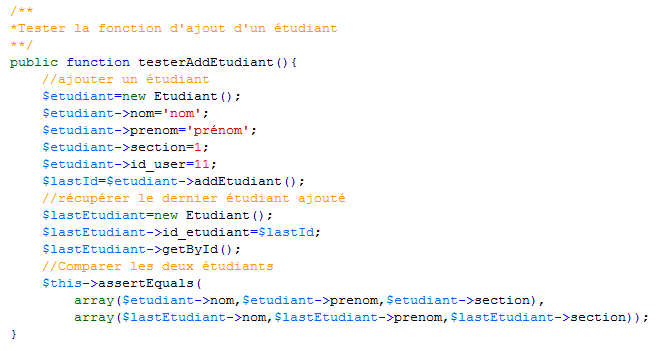 /**
*Tester la fonction d'ajout d'un étudiant
**/
public function testerAddEtudiant(){
    //ajouter un étudiant
    $etudiant=new Etudiant();
    $etudiant->nom='nom';
    $etudiant->prenom='prénom';
    $etudiant->section=1;
    $etudiant->id_user=11;
    $lastId=$etudiant->addEtudiant();
    //récupérer le dernier étudiant ajouté
    $lastEtudiant=new Etudiant();
    $lastEtudiant->id_etudiant=$lastId;
    $lastEtudiant->getById();
    //Comparer les deux étudiants
    $this->assertEquals(
        array($etudiant->nom,$etudiant->prenom,$etudiant->section),
        array($lastEtudiant->nom,$lastEtudiant->prenom,$lastEtudiant->section));
}